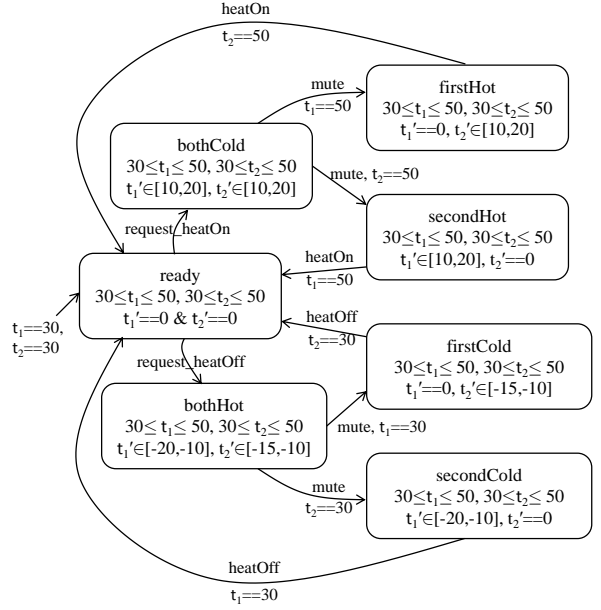 heatOn
t₂==50
mute
t₁==50
firstHot
30≤t₁≤ 50, 30≤t₂≤ 50
t₁'==0, t₂'∈[10,20]
bothCold
30≤t₁≤ 50, 30≤t₂≤ 50
t₁'∈[10,20], t₂'∈[10,20]
mute, t₂==50
secondHot
30≤t₁≤ 50, 30≤t₂≤ 50
t₁'∈[10,20], t₂'==0
request_heatOn
heatOn
t₁==50
ready
30≤t₁≤ 50, 30≤t₂≤ 50
t₁'==0 & t₂'==0
t₁==30,
t₂==30
heatOff
t₂==30
firstCold
30≤t₁≤ 50, 30≤t₂≤ 50
t₁'==0, t₂'∈[-15,-10]
request_heatOff
bothHot
30≤ t₁≤ 50, 30≤ t₂≤ 50
t₁'∈[-20,-10], t₂'∈[-15,-10]
mute, t₁==30
mute
t₂==30
secondCold
30≤t₁≤ 50, 30≤t₂≤ 50
t₁'∈[-20,-10], t₂'==0
heatOff
t₁==30